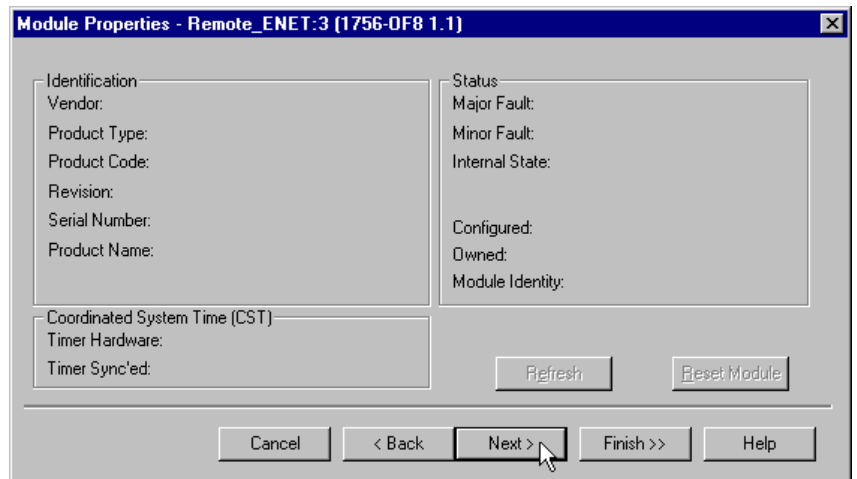 Module Properties - Remote_ENET:3 (1756-OF8 1.1)
Identification
Vendor:
Product Type:
Product Code:
Revision:
Serial Number:
Product Name:
Status
Major Fault:
Minor Fault:
Internal State:
Configured:
Owned:
Module Identity:
Coordinated System Time (CST)
Timer Hardware:
Timer Sync'ed:
Refresh
Reset Module
Cancel
< Back
Next >
Finish >>
Help